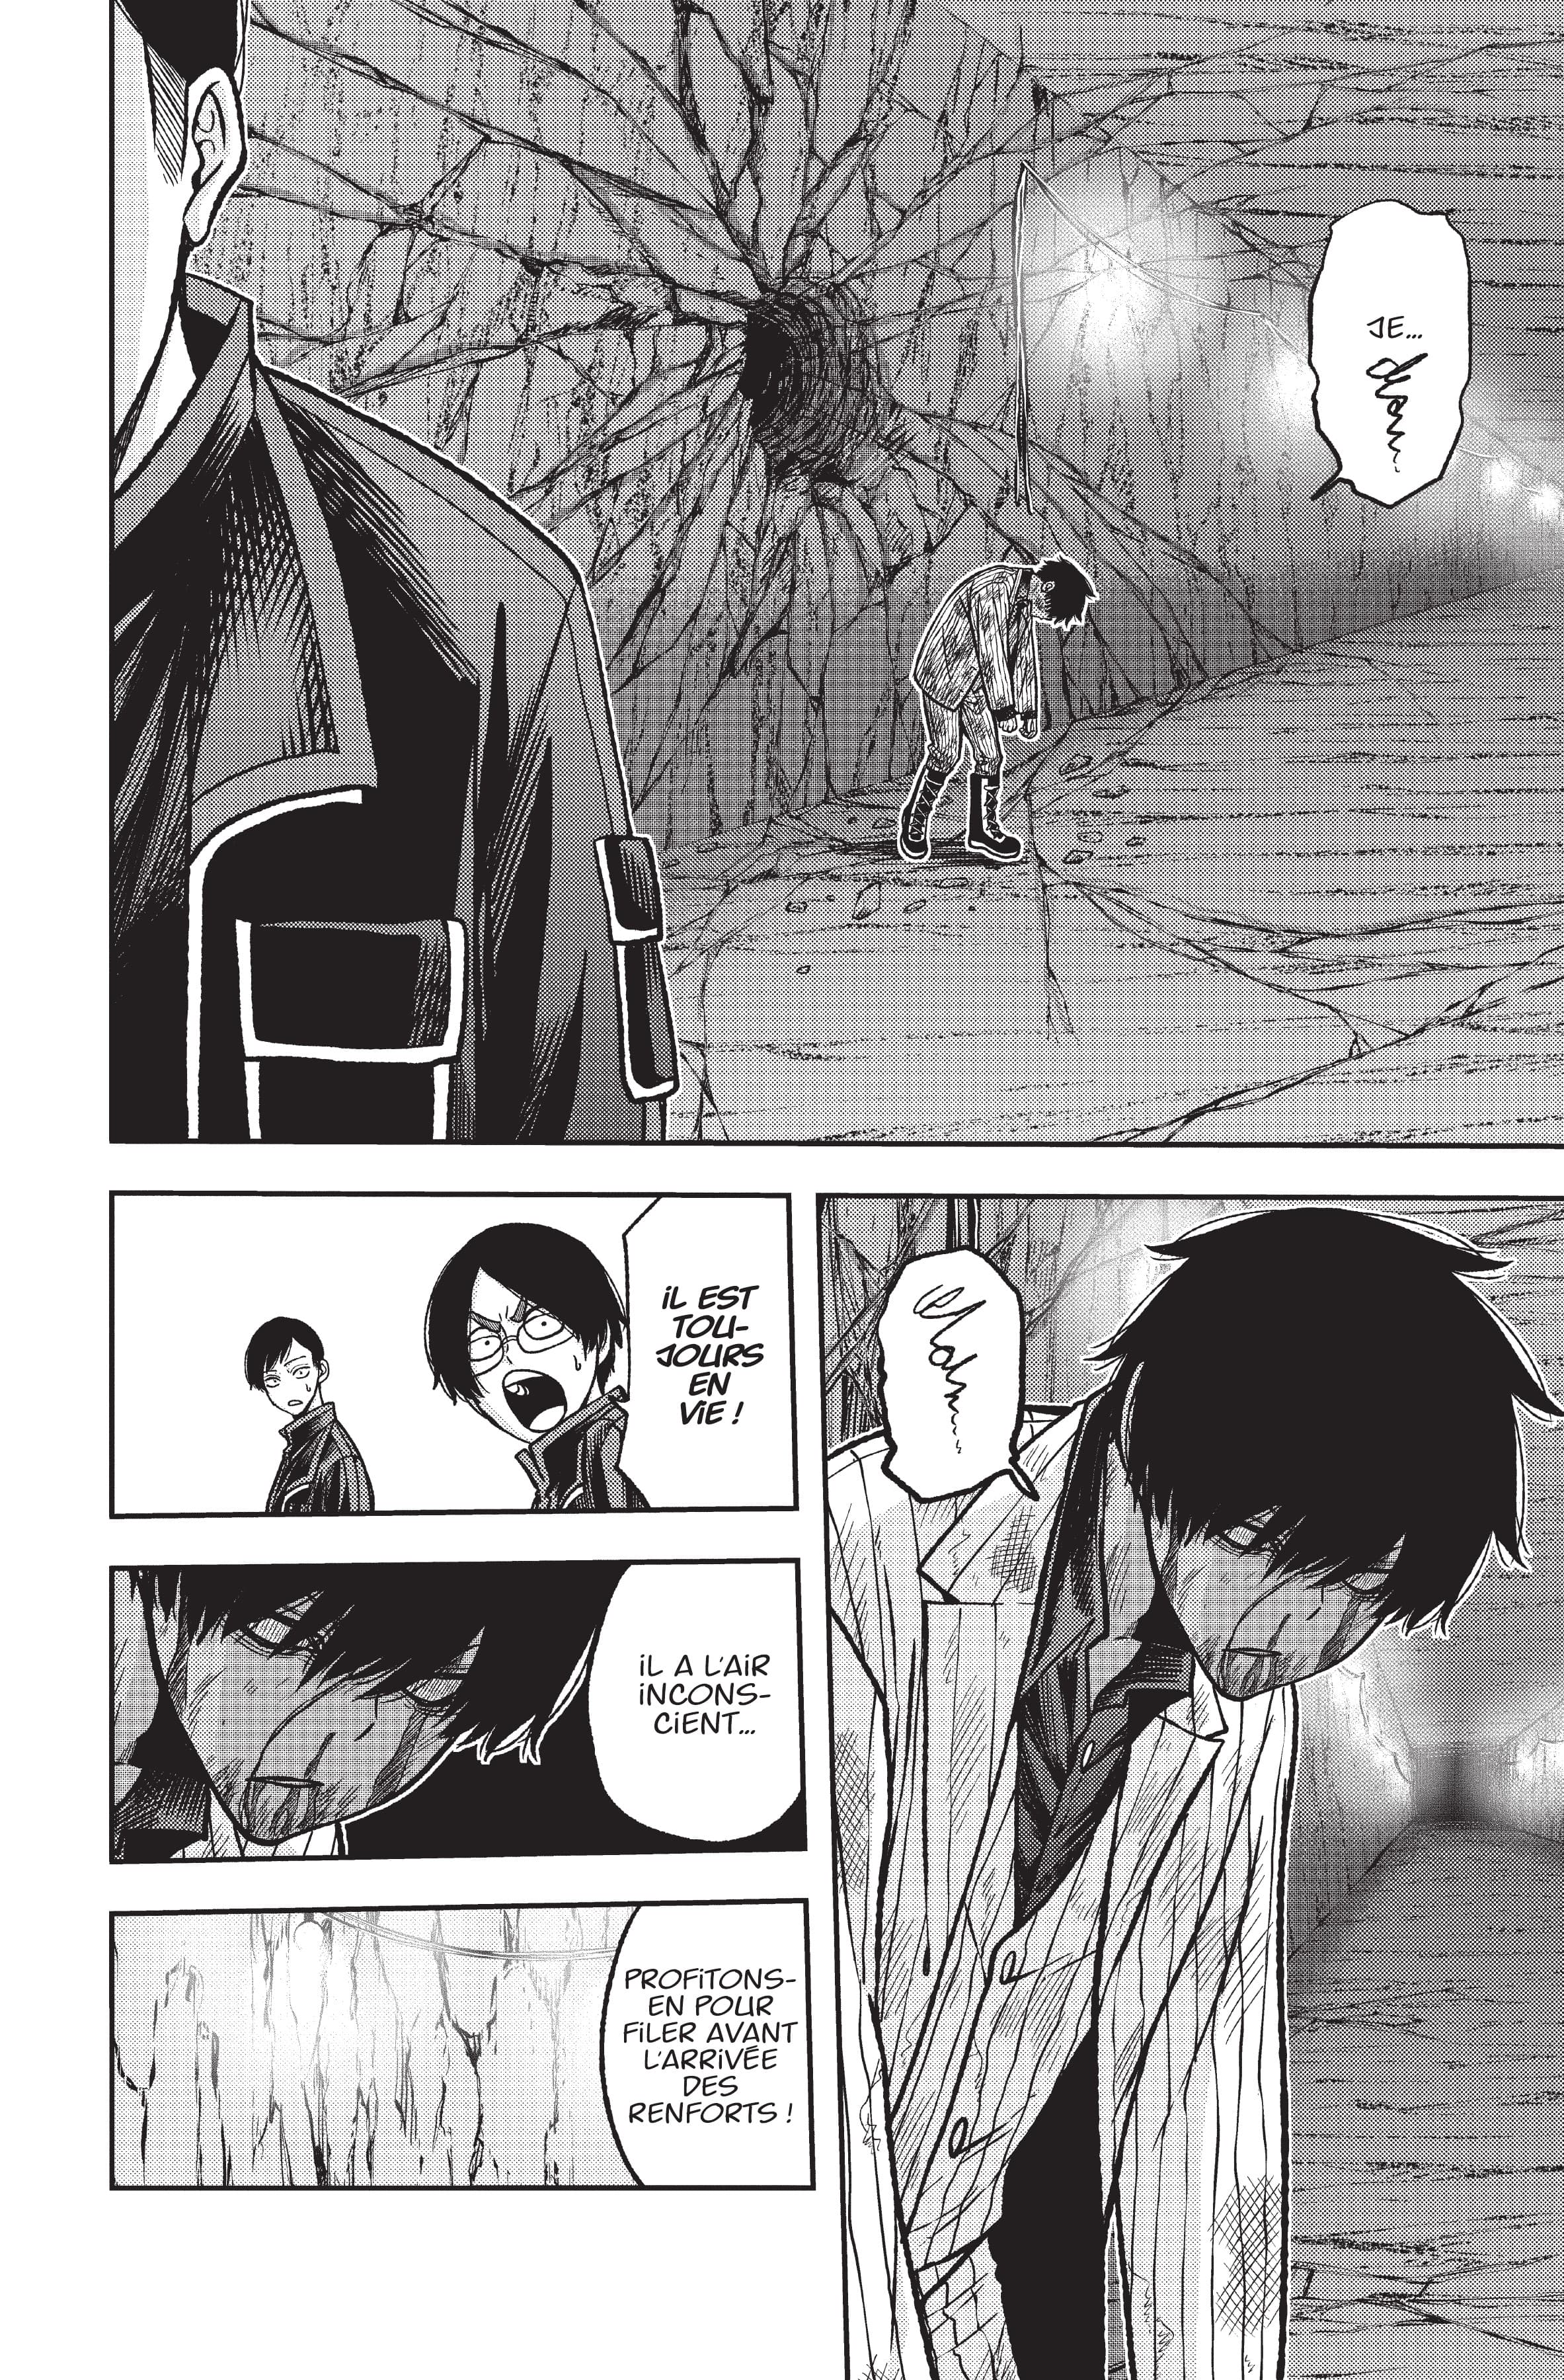 JE...
IL EST
TOU-
JOURS
EN
VIE !
IL A L'AIR
INCONS-
CIENT...
PROFITONS-
EN POUR
FILER AVANT
L'ARRIVÉE
DES
RENFORTS !